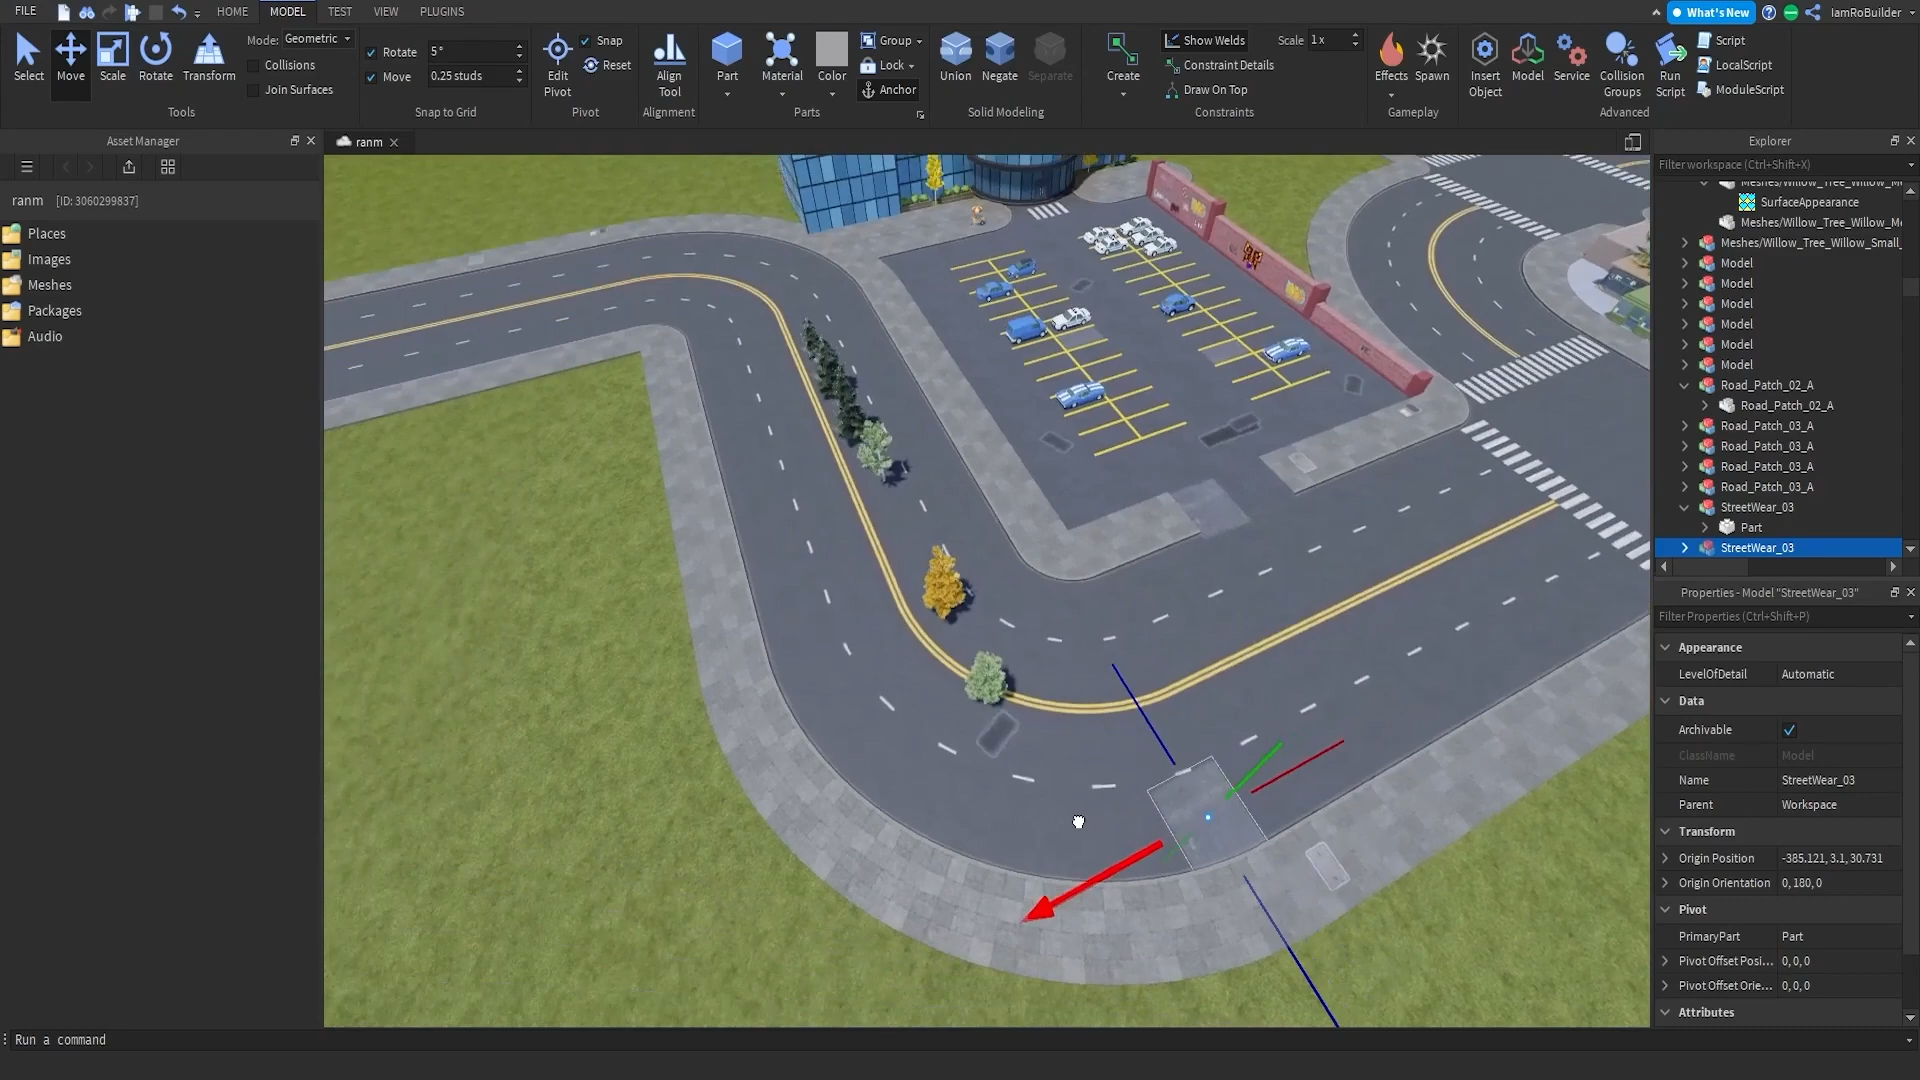 FILE
HOME
MODEL
TEST
VIEW
PLUGINS
What's New
IamRoBuilder
Select
Move
Scale
Rotate
Transform
Mode: Geometric
Collisions
Join Surfaces
Tools
Rotate 5°
Move 0.25 studs
Snap to Grid
Edit Pivot
Snap
Reset
Pivot
Align Tool
Alignment
Part
Material
Color
Group
Lock
Anchor
Parts
Union
Negate
Separate
Solid Modeling
Create
Show Welds
Scale 1 x
Constraint Details
Draw On Top
Constraints
Effects
Spawn
Gameplay
Insert Object
Model
Service
Collision Groups
Run Script
Script
LocalScript
ModuleScript
Advanced
Asset Manager
ranm [ID: 3060299837]
Places
Images
Meshes
Packages
Audio
ranm
Explorer
Filter workspace (Ctrl+Shift+X)
Meshes/Willow_Tree_Willow_M
SurfaceAppearance
Meshes/Willow_Tree_Willow_M
Meshes/Willow_Tree_Willow_Small_
Model
Model
Model
Model
Model
Model
Road_Patch_02_A
Road_Patch_02_A
Road_Patch_03_A
Road_Patch_03_A
Road_Patch_03_A
Road_Patch_03_A
StreetWear_03
Part
StreetWear_03
Properties - Model "StreetWear_03"
Filter Properties (Ctrl+Shift+P)
Appearance
LevelOfDetail Automatic
Data
Archivable
ClassName Model
Name StreetWear_03
Parent Workspace
Transform
Origin Position -385.121, 3.1, 30.731
Origin Orientation 0, 180, 0
Pivot
PrimaryPart Part
Pivot Offset Posi... 0, 0, 0
Pivot Offset Orie... 0, 0, 0
Attributes
Run a command